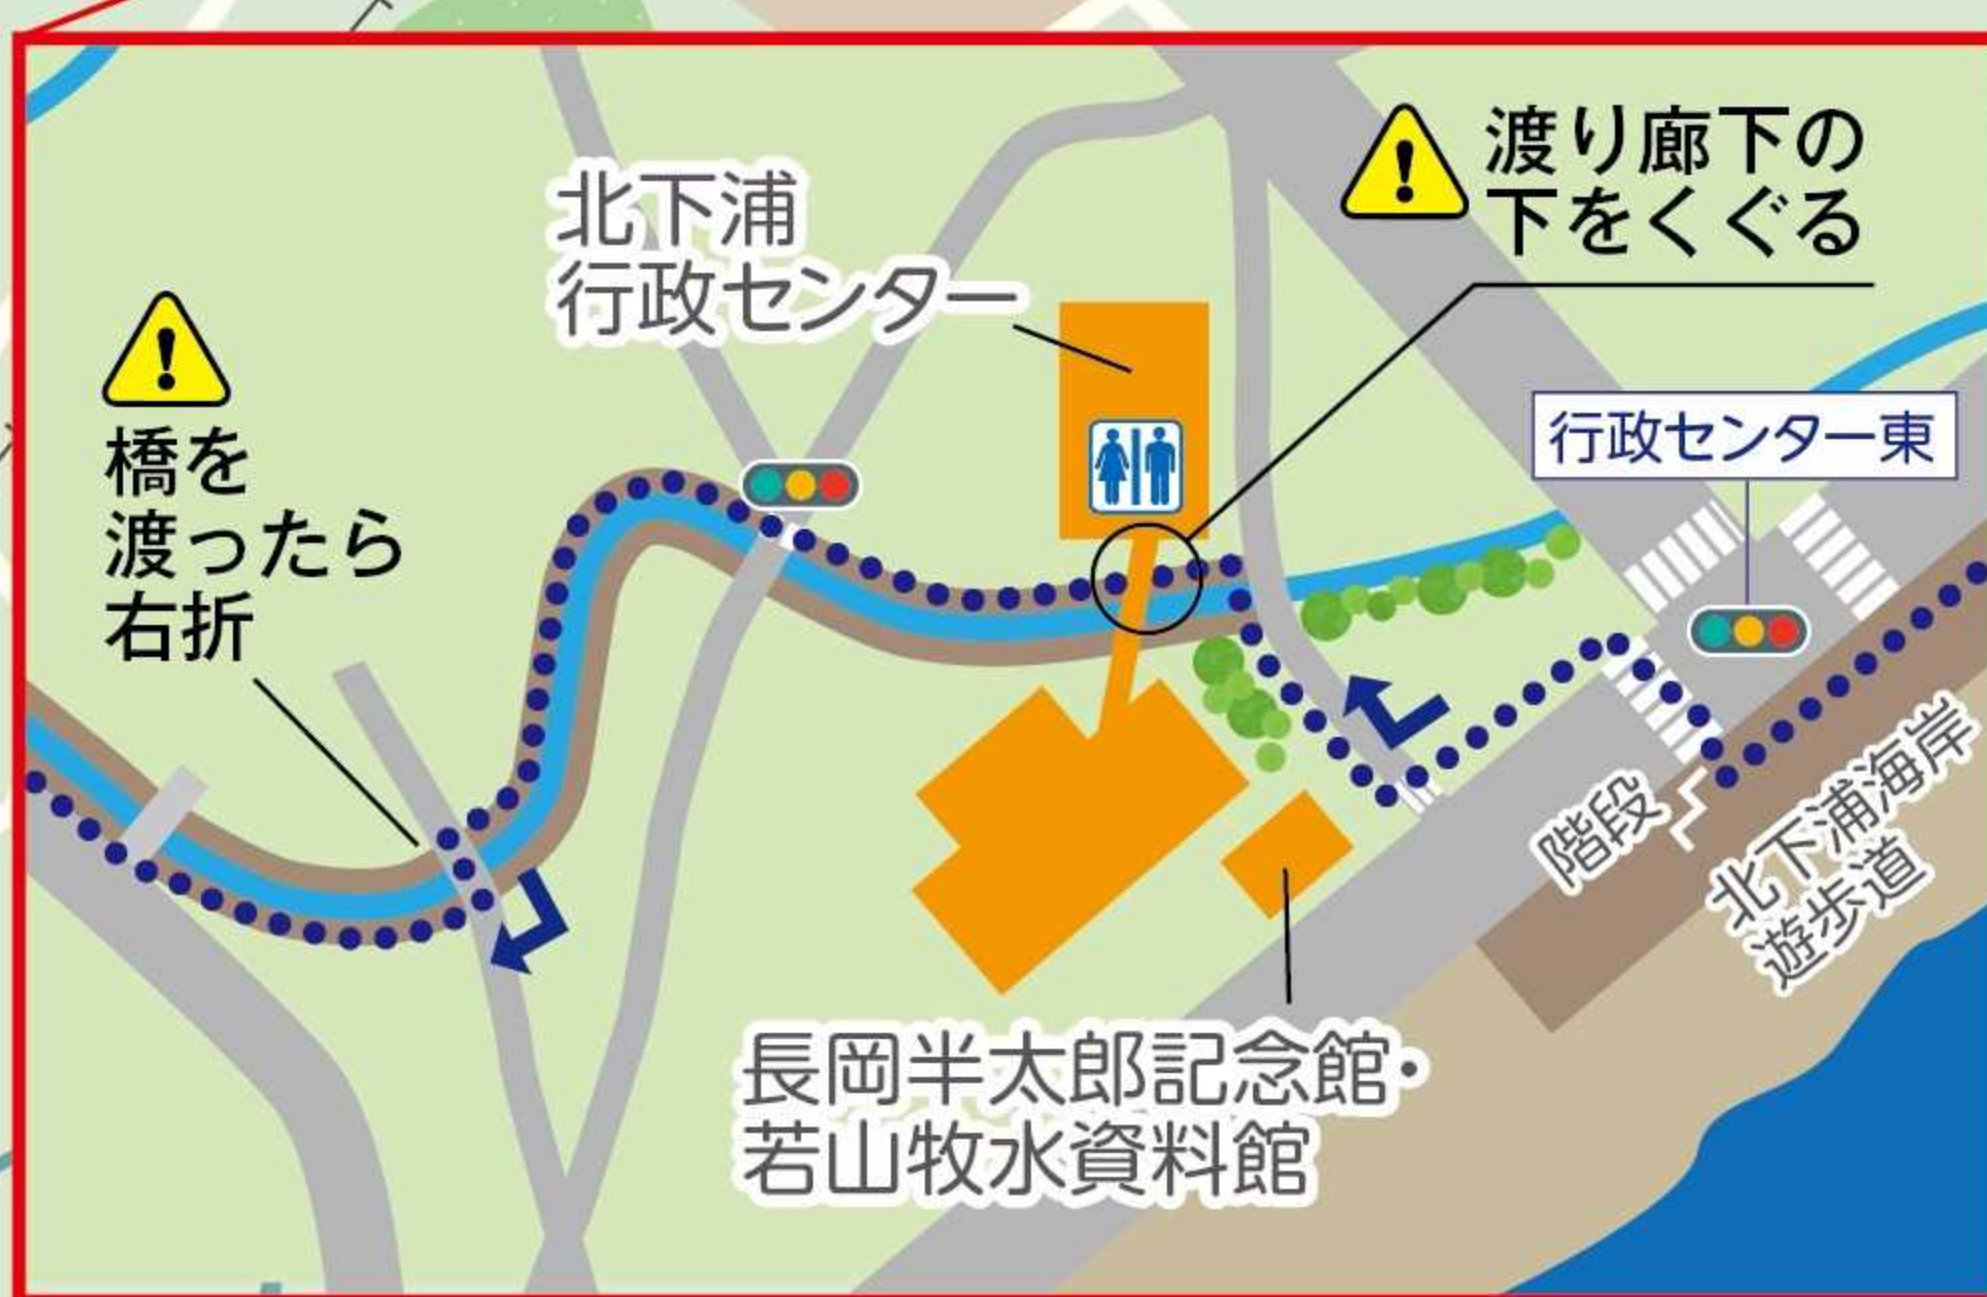 渡り廊下の
下をくぐる
北下浦
行政センター
橋を
渡ったら
右折
行政センター東
階段
北下浦海岸
遊歩道
長岡半太郎記念館・
若山牧水資料館